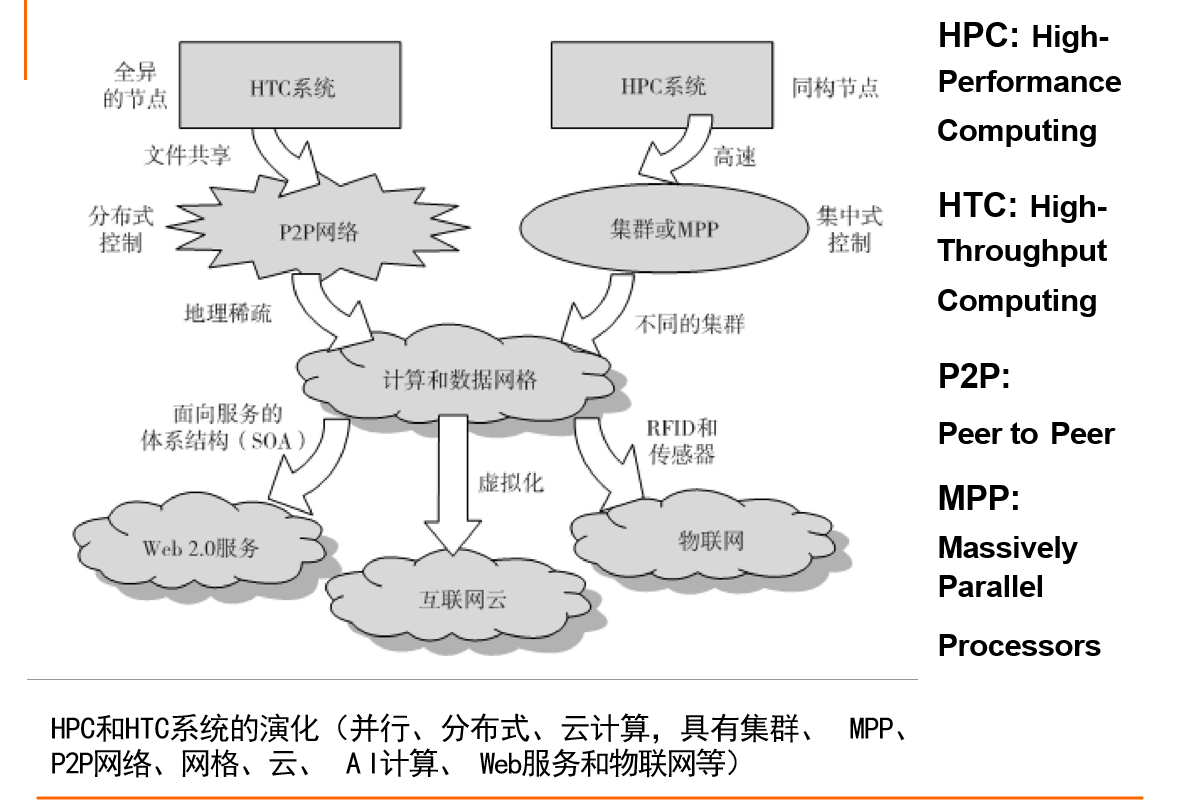 全异
的节点
HTC系统
HPC系统
同构节点
文件共享
高速
分布式
控制
P2P网络
集群或MPP
集中式
控制
地理稀疏
不同的集群
计算和数据网格
面向服务的
体系结构（SOA）
RFID和
传感器
虚拟化
Web 2.0服务
物联网
互联网云
HPC: High-
Performance
Computing
HTC: High-
Throughput
Computing
P2P:
Peer to Peer
MPP:
Massively
Parallel
Processors
HPC和HTC系统的演化（并行、分布式、云计算，具有集群、 MPP、
P2P网络、网格、云、 AI计算、 Web服务和物联网等）